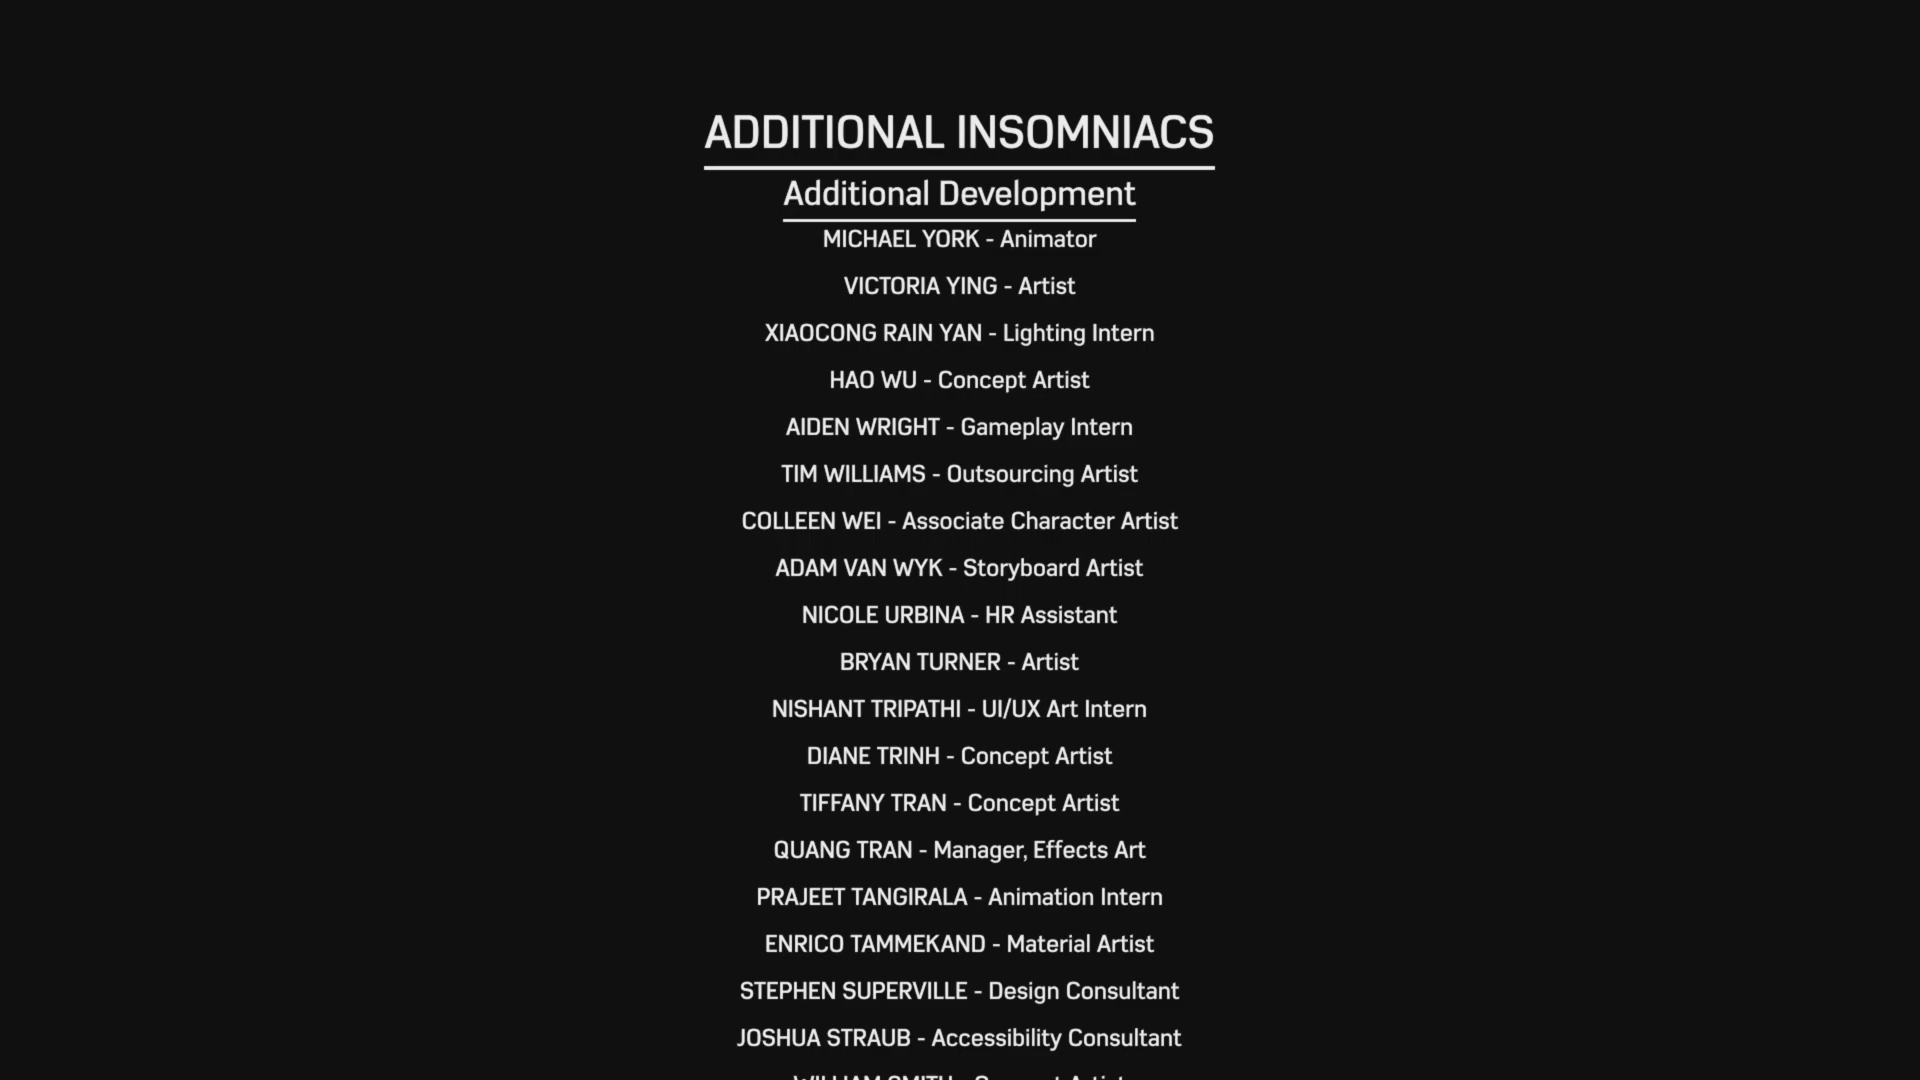 ADDITIONAL INSOMNIACS
Additional Development
MICHAEL YORK - Animator
VICTORIA YING - Artist
XIAOCONG RAIN YAN - Lighting Intern
HAO WU - Concept Artist
AIDEN WRIGHT - Gameplay Intern
TIM WILLIAMS - Outsourcing Artist
COLLEEN WEI - Associate Character Artist
ADAM VAN WYK - Storyboard Artist
NICOLE URBINA - HR Assistant
BRYAN TURNER - Artist
NISHANT TRIPATHI - UI/UX Art Intern
DIANE TRINH - Concept Artist
TIFFANY TRAN - Concept Artist
QUANG TRAN - Manager, Effects Art
PRAJEET TANGIRALA - Animation Intern
ENRICO TAMMEKAND - Material Artist
STEPHEN SUPERVILLE - Design Consultant
JOSHUA STRAUB - Accessibility Consultant
WILLIAM SMITH - Concept Artist